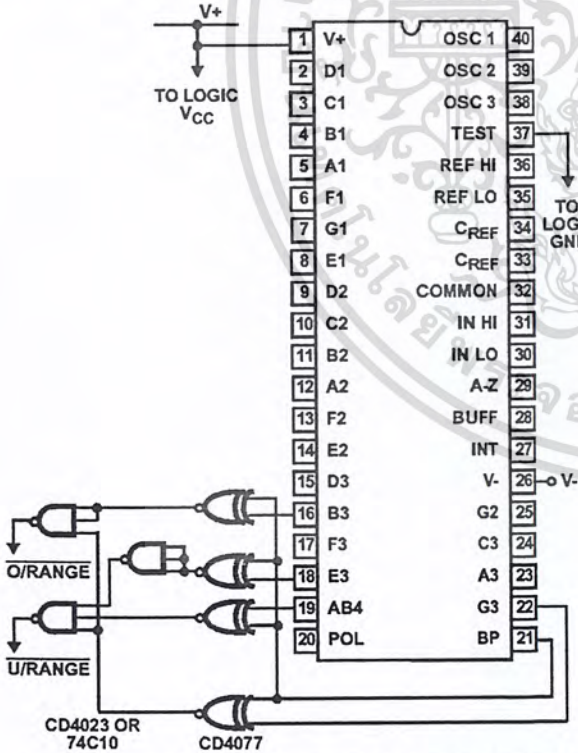 V+
TO LOGIC
VCC
1 V+ OSC 1 40
2 D1 OSC 2 39
3 C1 OSC 3 38
4 B1 TEST 37
5 A1 REF HI 36
6 F1 REF LO 35
7 G1 CREF 34
8 E1 CREF 33
9 D2 COMMON 32
10 C2 IN HI 31
11 B2 IN LO 30
12 A2 A-Z 29
13 F2 BUFF 28
14 E2 INT 27
15 D3 V- 26 V-
16 B3 G2 25
17 F3 C3 24
18 E3 A3 23
19 AB4 G3 22
20 POL BP 21
TO
LOGIC
GND
O/RANGE
U/RANGE
CD4023 OR
74C10
CD4077